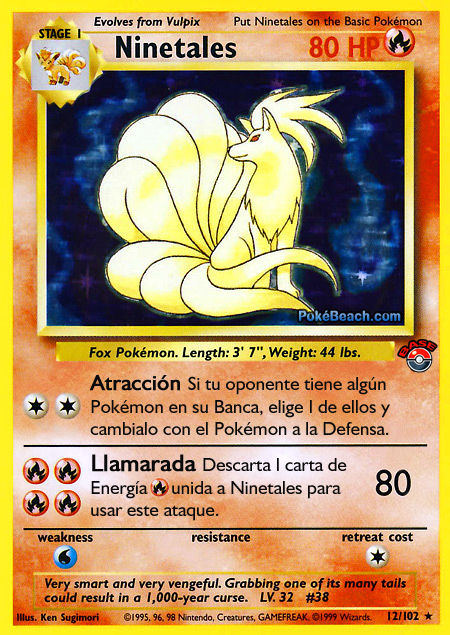 Evolves from Vulpix
Put Ninetales on the Basic Pokémon
STAGE 1
Ninetales
80 HP
PokéBeach.com
BASE
Fox Pokémon. Length: 3' 7", Weight: 44 lbs.
Atracción Si tu oponente tiene algún
Pokémon en su Banca, elige 1 de ellos y
cambialo con el Pokémon a la Defensa.
Llamarada Descarta 1 carta de
Energía unida a Ninetales para
usar este ataque.
80
weakness
resistance
retreat cost
Very smart and very vengeful. Grabbing one of its many tails
could result in a 1,000-year curse. LV. 32 #38
Illus. Ken Sugimori
©1995, 96, 98 Nintendo, Creatures, GAMEFREAK. ©1999 Wizards.
12/102 ★